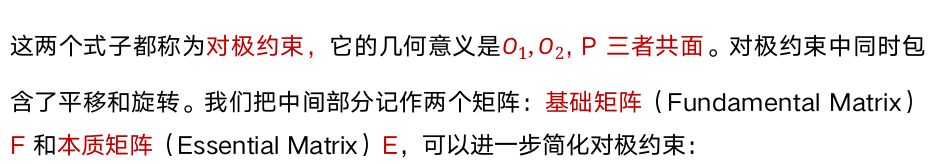 这两个式子都称为对极约束，它的几何意义是O₁, O₂, P 三者共面。对极约束中同时包
含了平移和旋转。我们把中间部分记作两个矩阵：基础矩阵（Fundamental Matrix）
F 和本质矩阵（Essential Matrix）E，可以进一步简化对极约束：